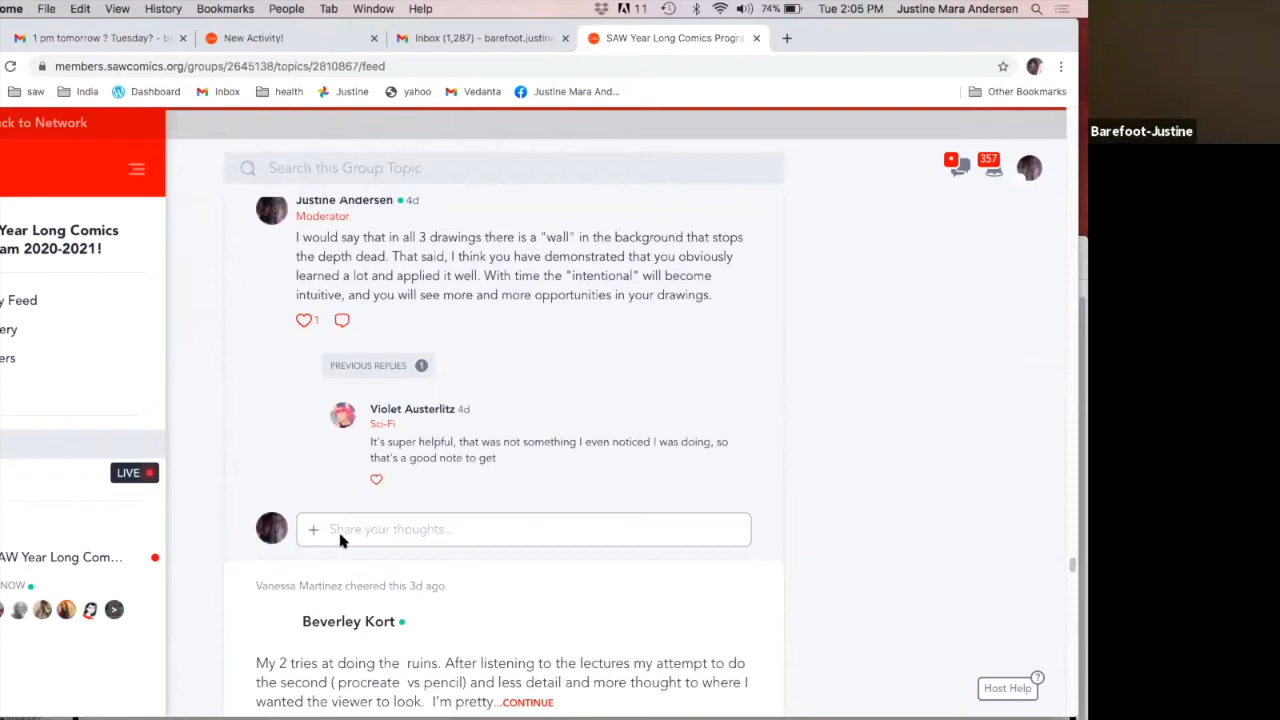 ome File Edit View History Bookmarks People Tab Window Help 11 74% Tue 2:05 PM Justine Mara Andersen
1 pm tomorrow ? Tuesday? - b × New Activity! × Inbox (1,287) - barefoot.justine × SAW Year Long Comics Progra × +
members.sawcomics.org/groups/2645138/topics/2810867/feed
saw India Dashboard Inbox health Justine yahoo Vedanta Justine Mara And... Other Bookmarks
ck to Network
Barefoot-Justine
Search this Group Topic
357
Year Long Comics
am 2020-2021!
y Feed
ery
ers
LIVE
AW Year Long Com...
NOW
Justine Andersen 4d
Moderator
I would say that in all 3 drawings there is a "wall" in the background that stops
the depth dead. That said, I think you have demonstrated that you obviously
learned a lot and applied it well. With time the "intentional" will become
intuitive, and you will see more and more opportunities in your drawings.
1
PREVIOUS REPLIES 1
Violet Austerlitz 4d
Sci-Fi
It's super helpful, that was not something I even noticed I was doing, so
that's a good note to get
+ Share your thoughts...
Vanessa Martinez cheered this 3d ago
Beverley Kort
My 2 tries at doing the ruins. After listening to the lectures my attempt to do
the second ( procreate vs pencil) and less detail and more thought to where I
wanted the viewer to look. I'm pretty...CONTINUE
Host Help ?